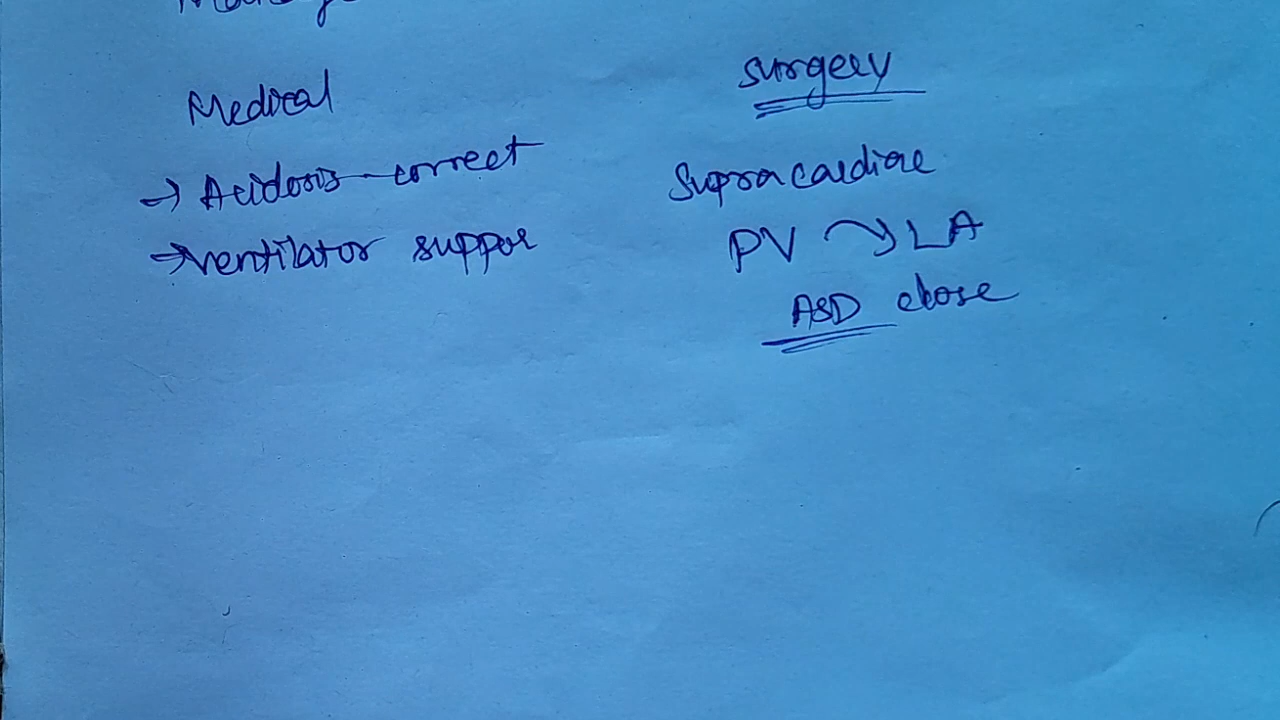 Medical
→ Acidosis correct
→ Ventilator suppor
surgery
Supracardiac
PV → LA
ASD close